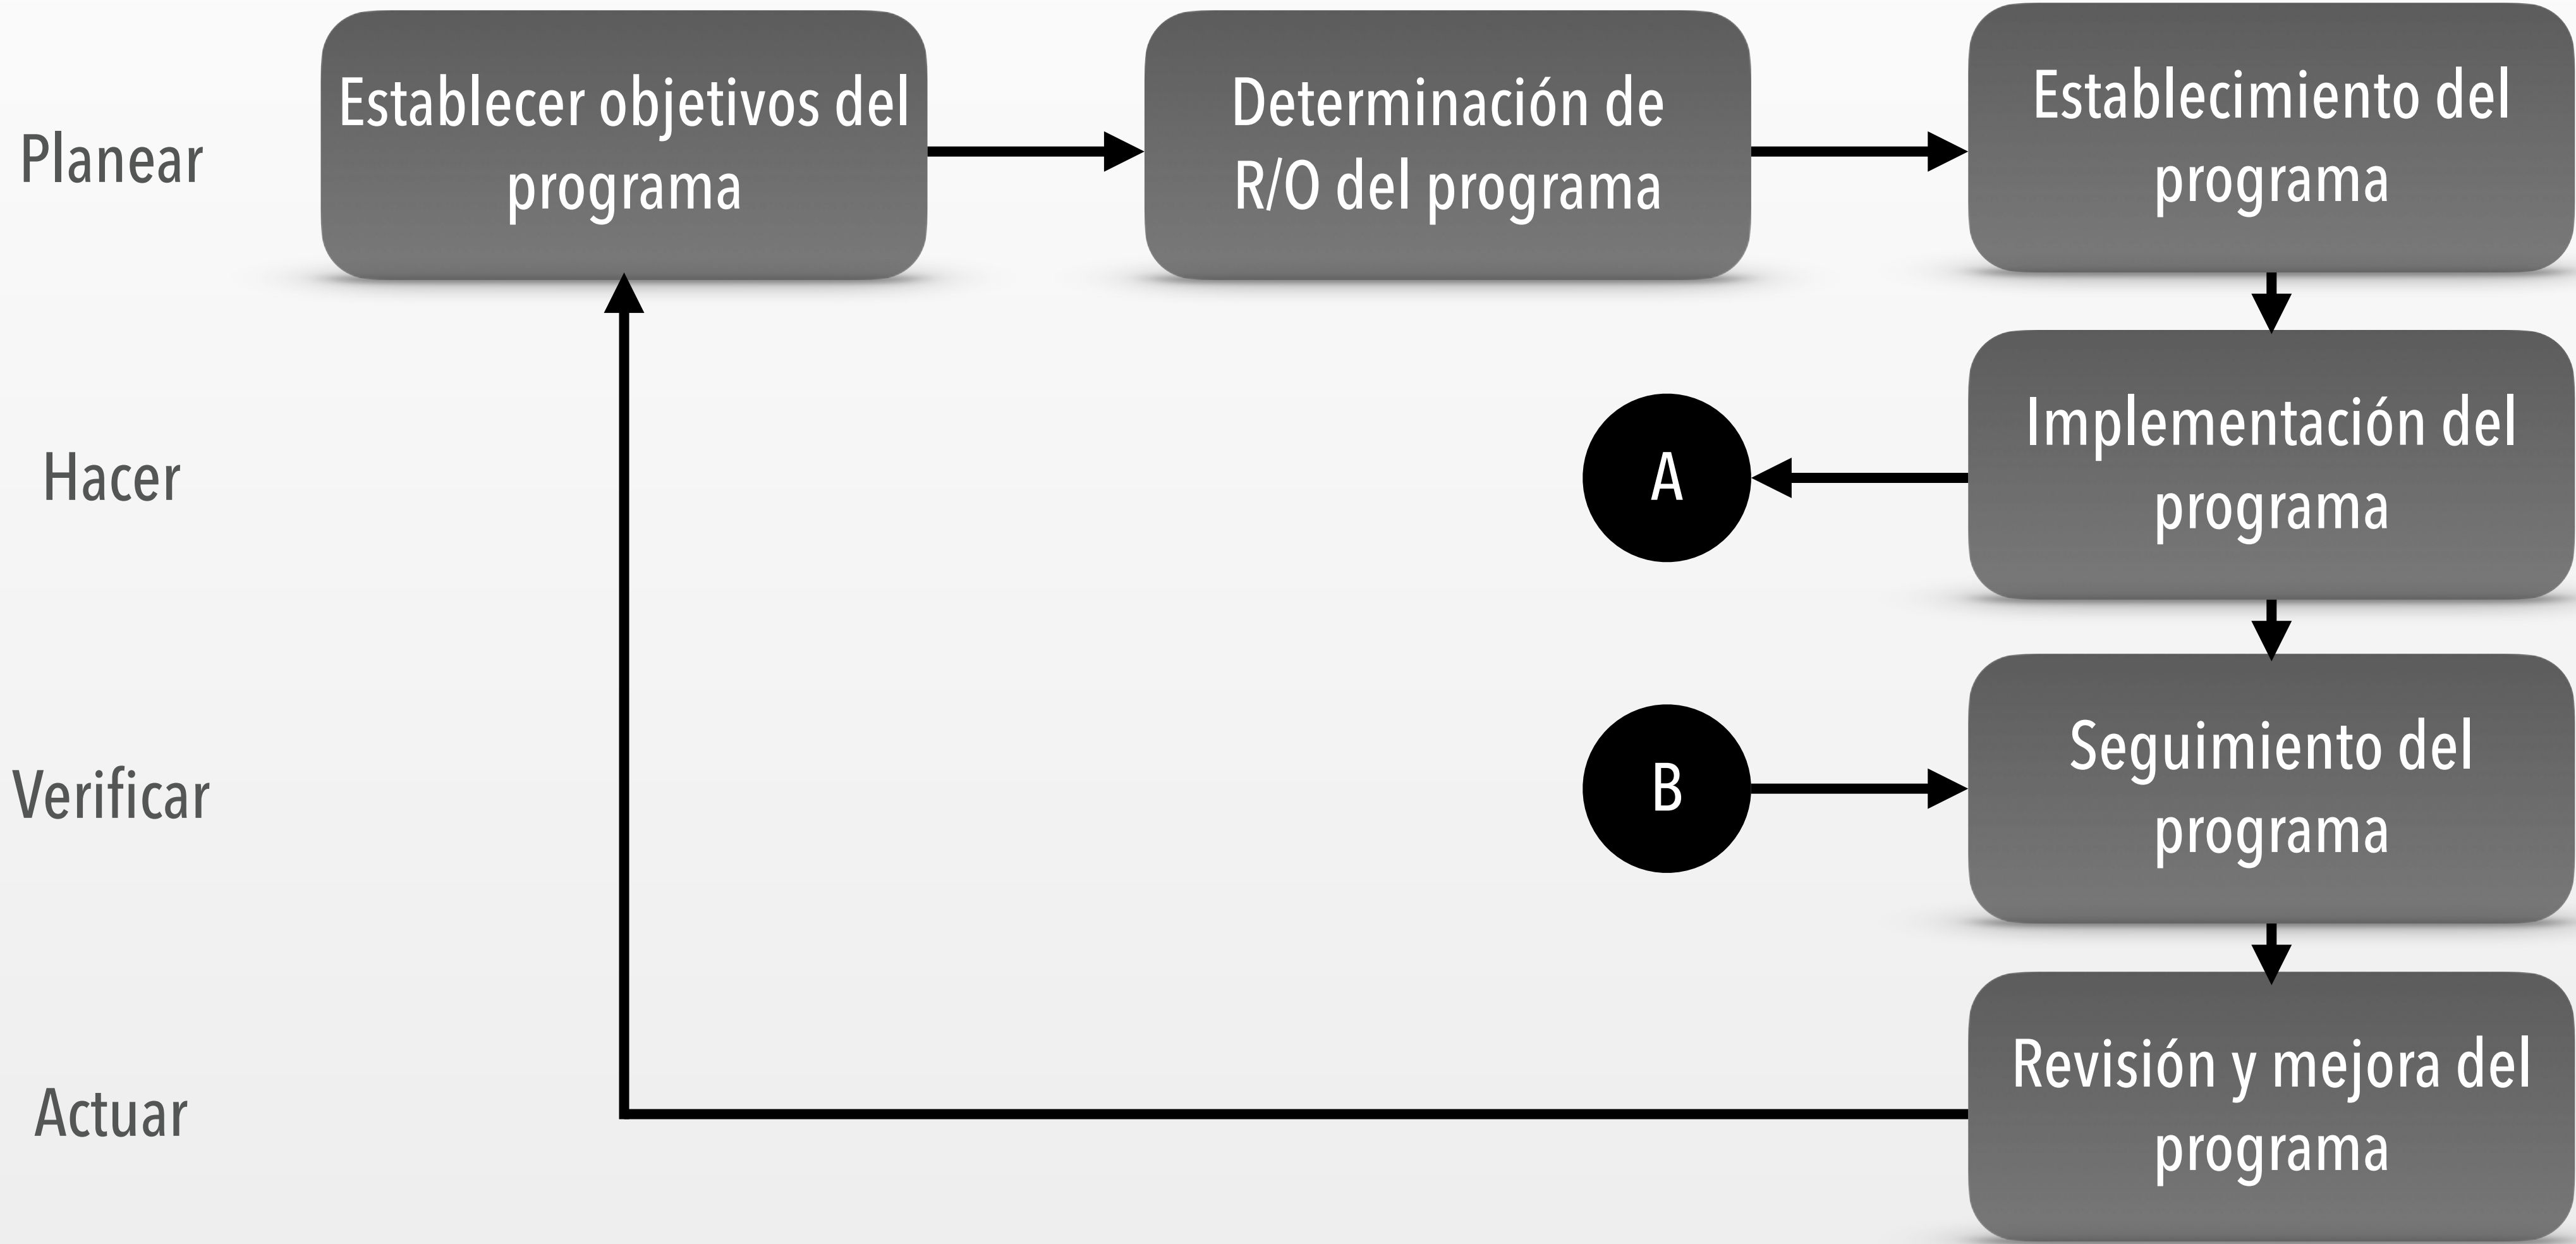 Planear
Establecer objetivos del
programa
Determinación de
R/O del programa
Establecimiento del
programa
Hacer
A
Implementación del
programa
Verificar
B
Seguimiento del
programa
Actuar
Revisión y mejora del
programa